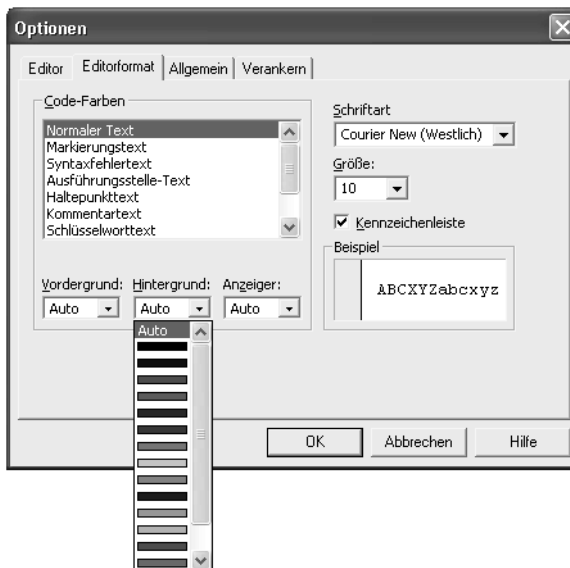 Optionen
Editor Editorformat Allgemein Verankern
Code-Farben
Normaler Text
Markierungstext
Syntaxfehlertext
Ausführungsstelle-Text
Haltepunkttext
Kommentartext
Schlüsselworttext
Vordergrund: Hintergrund: Anzeiger:
Auto Auto Auto
Auto
Schriftart
Courier New (Westlich)
Größe:
10
Kennzeichenleiste
Beispiel
ABCXYZabcxyz
OK Abbrechen Hilfe